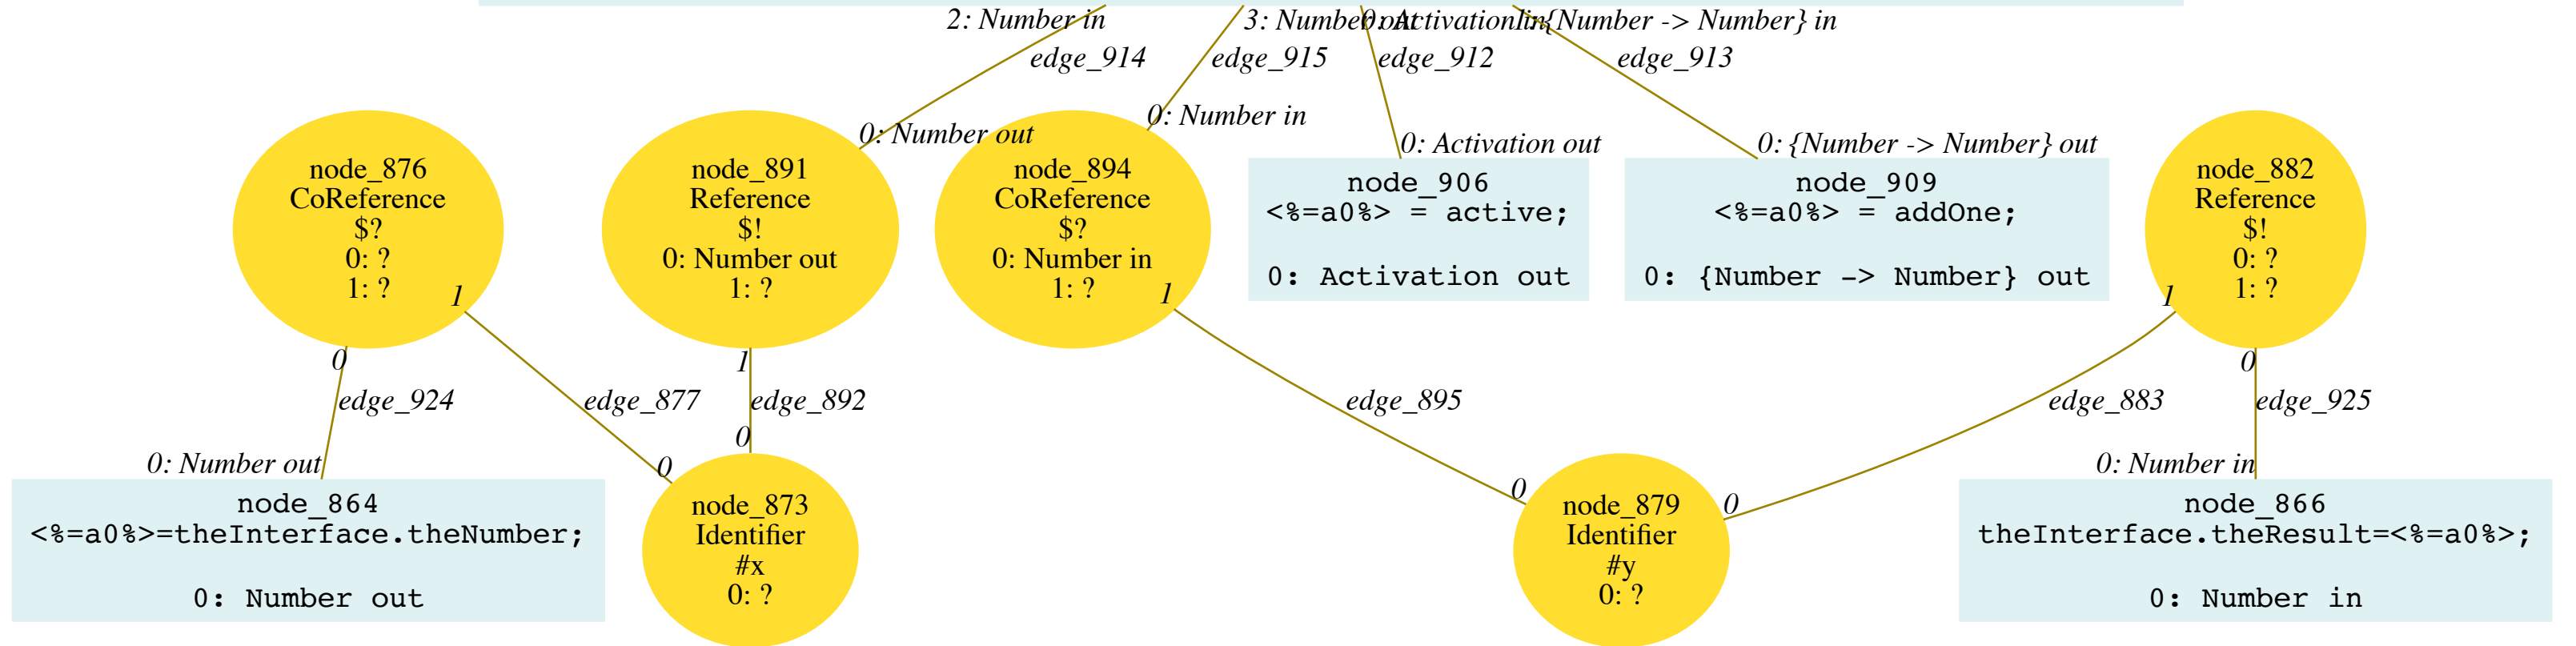 2: Number in
3: Number out
0: Activation in
1: {Number -> Number} in
edge_914
edge_915
edge_912
edge_913
0: Number out
0: Number in
0: Activation out
0: {Number -> Number} out
node_876
CoReference
$?
0: ?
1: ?
1
0
node_891
Reference
$!
0: Number out
1: ?
1
node_894
CoReference
$?
0: Number in
1: ?
1
node_906
<%=a0%> = active;
0: Activation out
node_909
<%=a0%> = addOne;
0: {Number -> Number} out
node_882
Reference
$!
0: ?
1: ?
1
0
edge_924
edge_877
edge_892
edge_895
edge_883
edge_925
0: Number out
0
0
0
0
0: Number in
node_864
<%=a0%>=theInterface.theNumber;
0: Number out
node_873
Identifier
#x
0: ?
node_879
Identifier
#y
0: ?
node_866
theInterface.theResult=<%=a0%>;
0: Number in